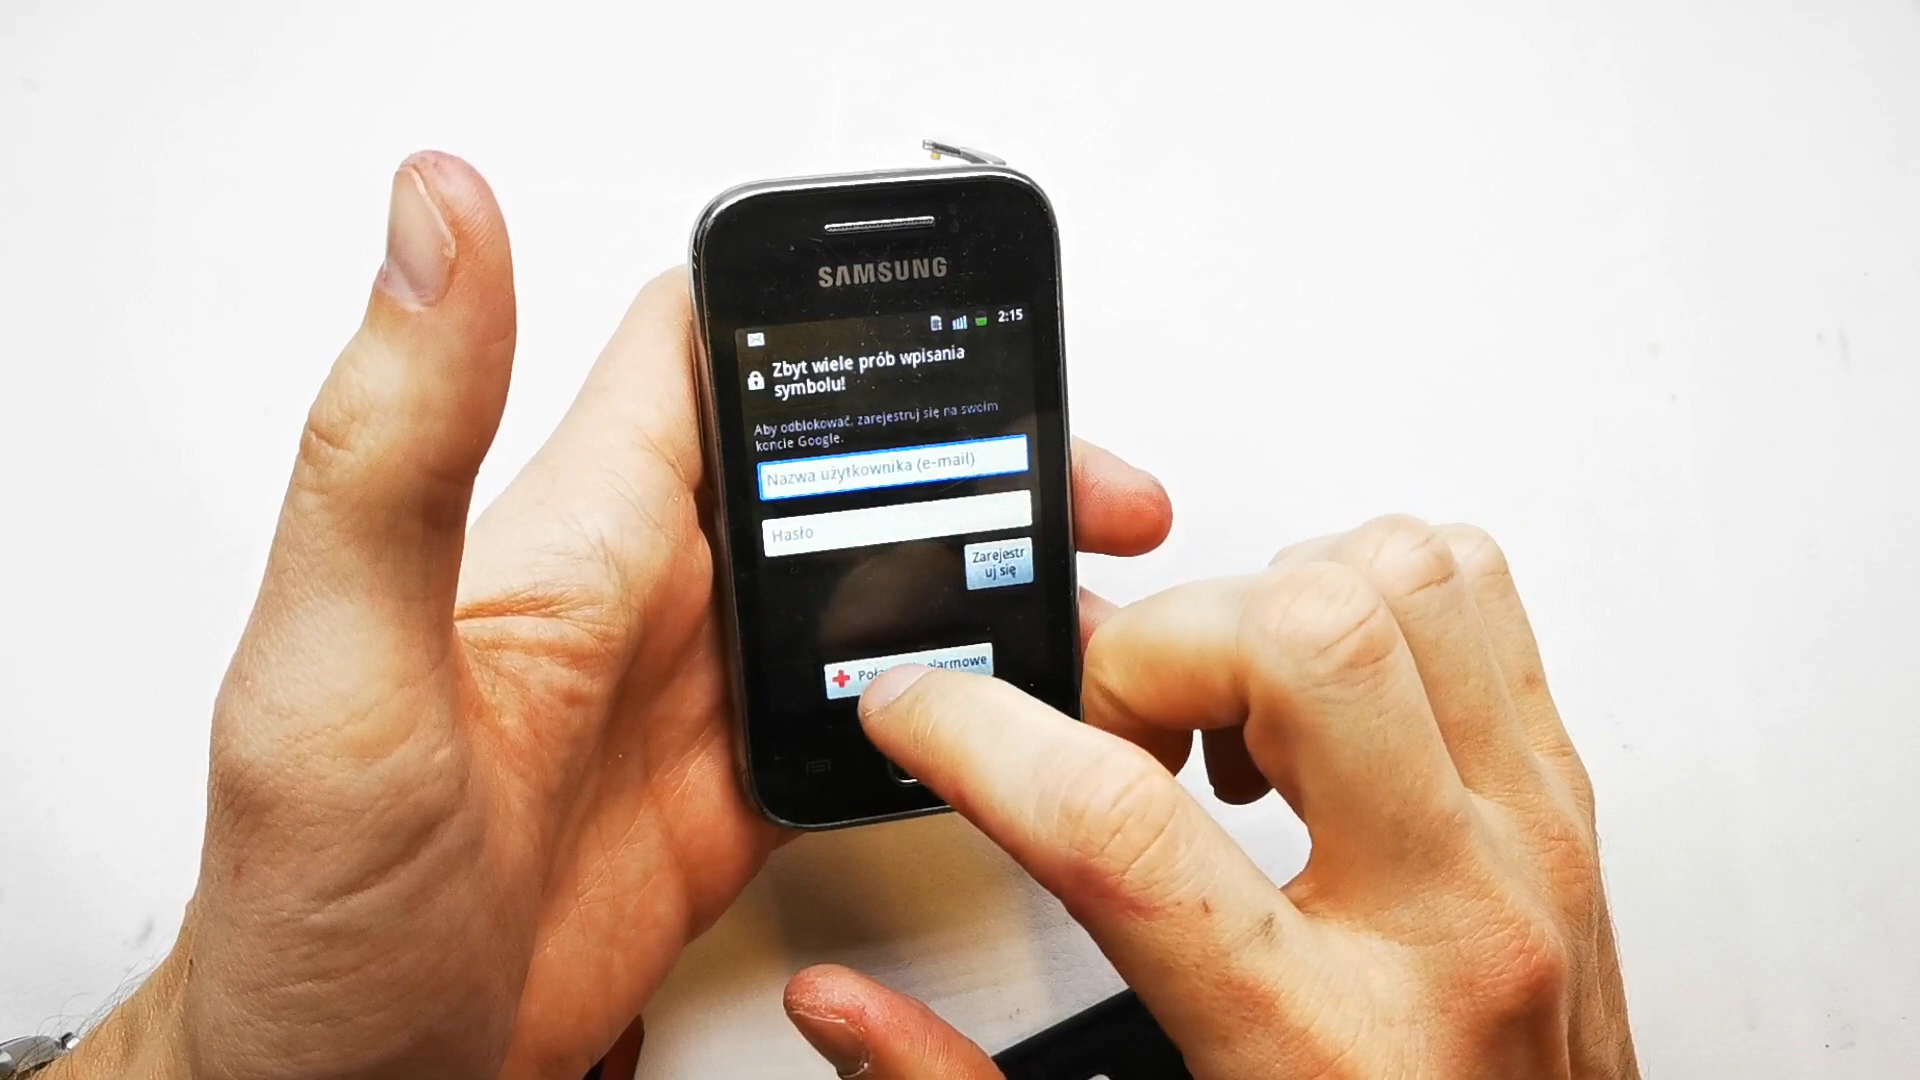 SAMSUNG
2:15
Zbyt wiele prób wpisania
symbolu!
Aby odblokować, zarejestruj się na swoim
koncie Google.
Nazwa użytkownika (e-mail)
Hasło
Zarejestr
uj się